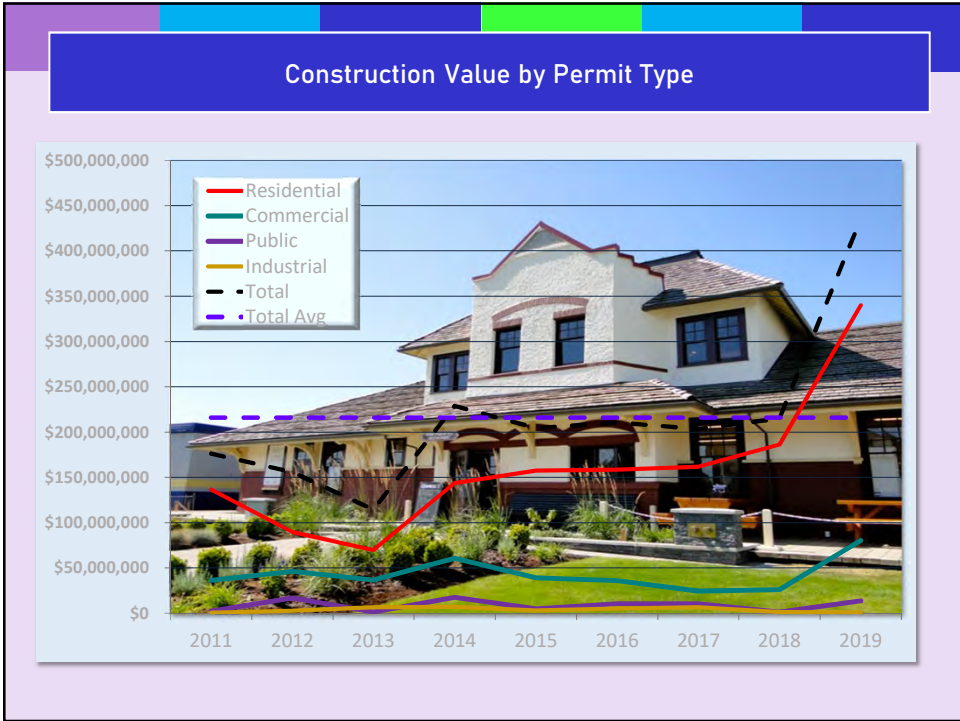 Construction Value by Permit Type
$500,000,000
$450,000,000
$400,000,000
$350,000,000
$300,000,000
$250,000,000
$200,000,000
$150,000,000
$100,000,000
$50,000,000
$0
Residential
Commercial
Public
Industrial
Total
Total Avg
2011 2012 2013 2014 2015 2016 2017 2018 2019